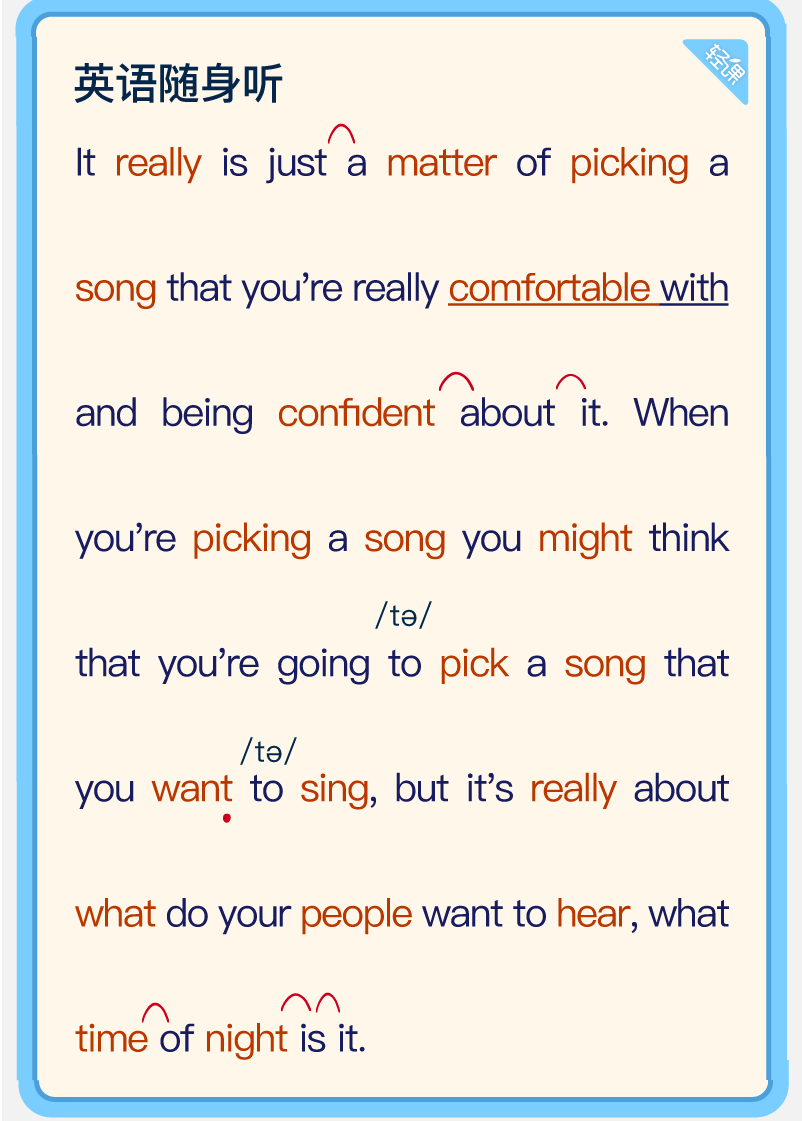 轻课
英语随身听
It really is just a matter of picking a
song that you're really comfortable with
and being confident about it. When
you're picking a song you might think
/tə/
that you're going to pick a song that
/tə/
you want to sing, but it's really about
what do your people want to hear, what
time of night is it.